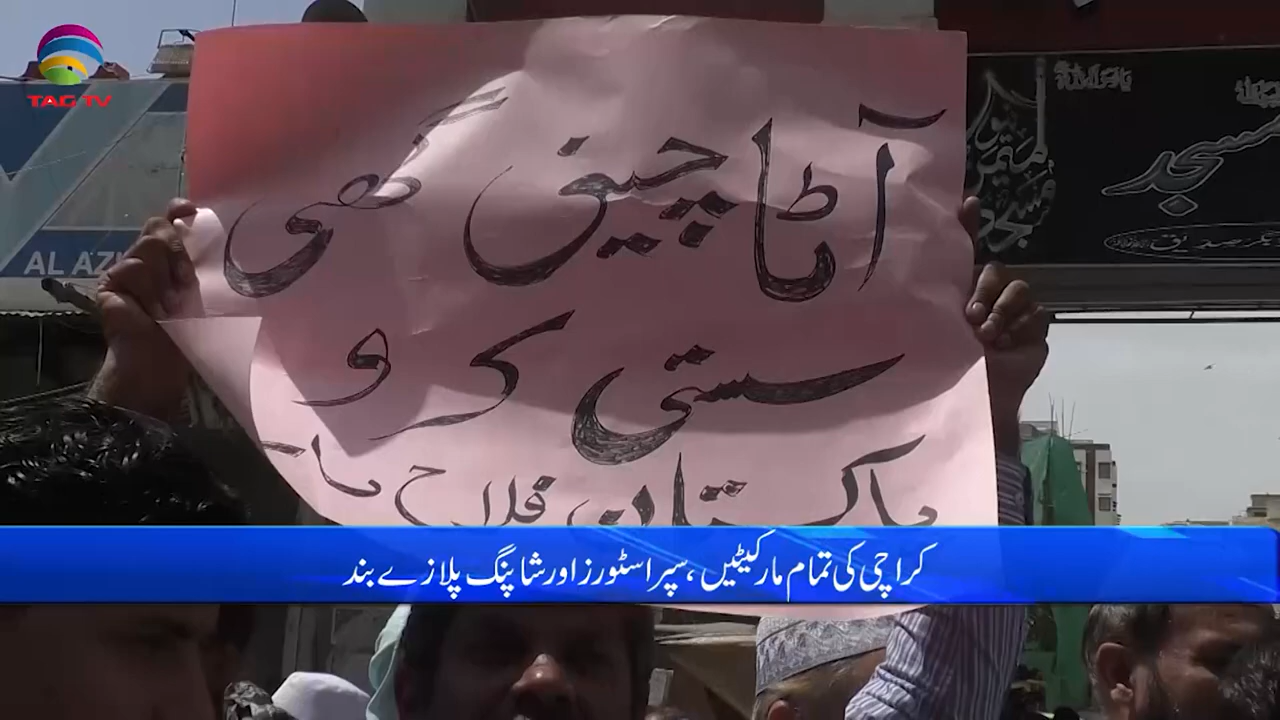 TAG TV
آٹا چینی گھی
سستی کرو
پاکستان فلاح
AL AZ
مسجد
کراچی کی تمام مارکیٹیں، سپر اسٹورز اور شاپنگ پلازے بند